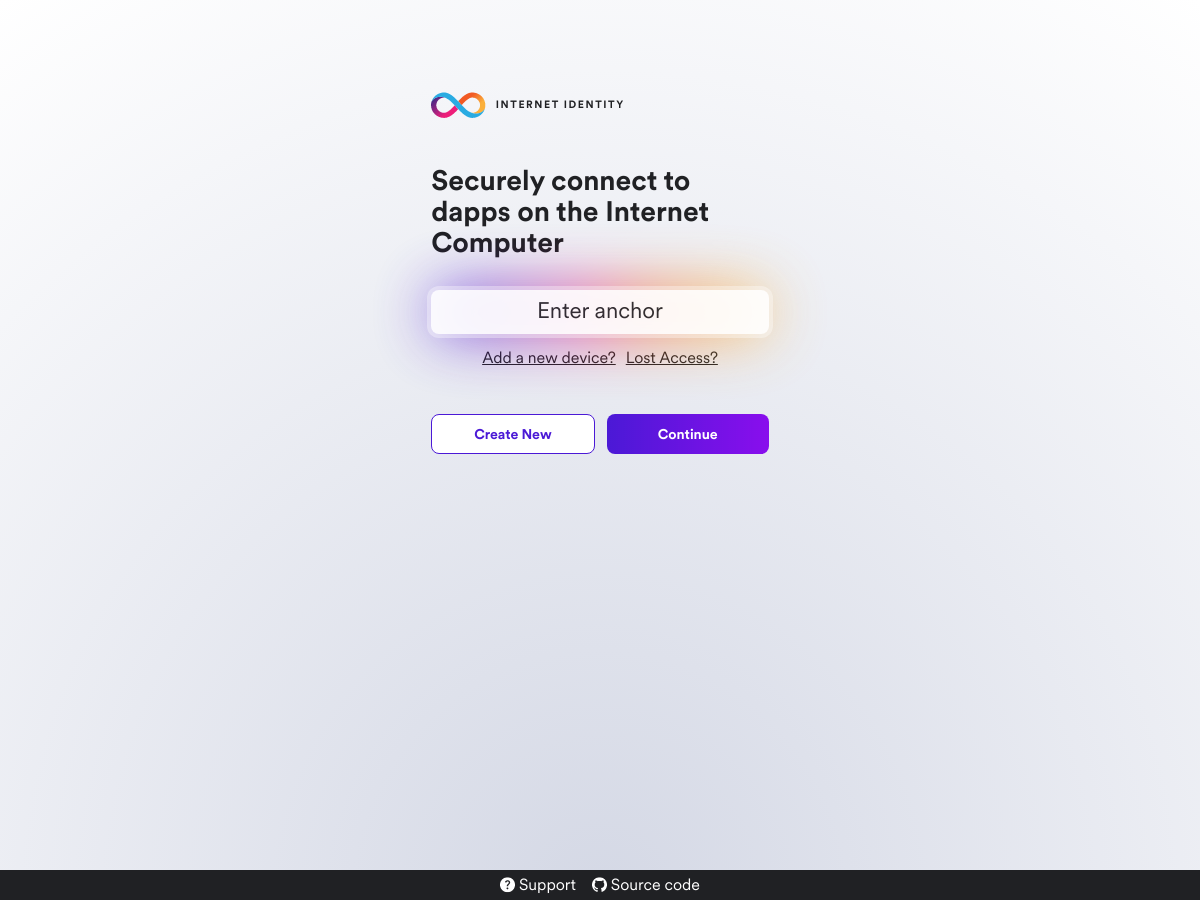 INTERNET IDENTITY
Securely connect to
dapps on the Internet
Computer
Enter anchor
Add a new device? Lost Access?
Create New Continue
Support Source code